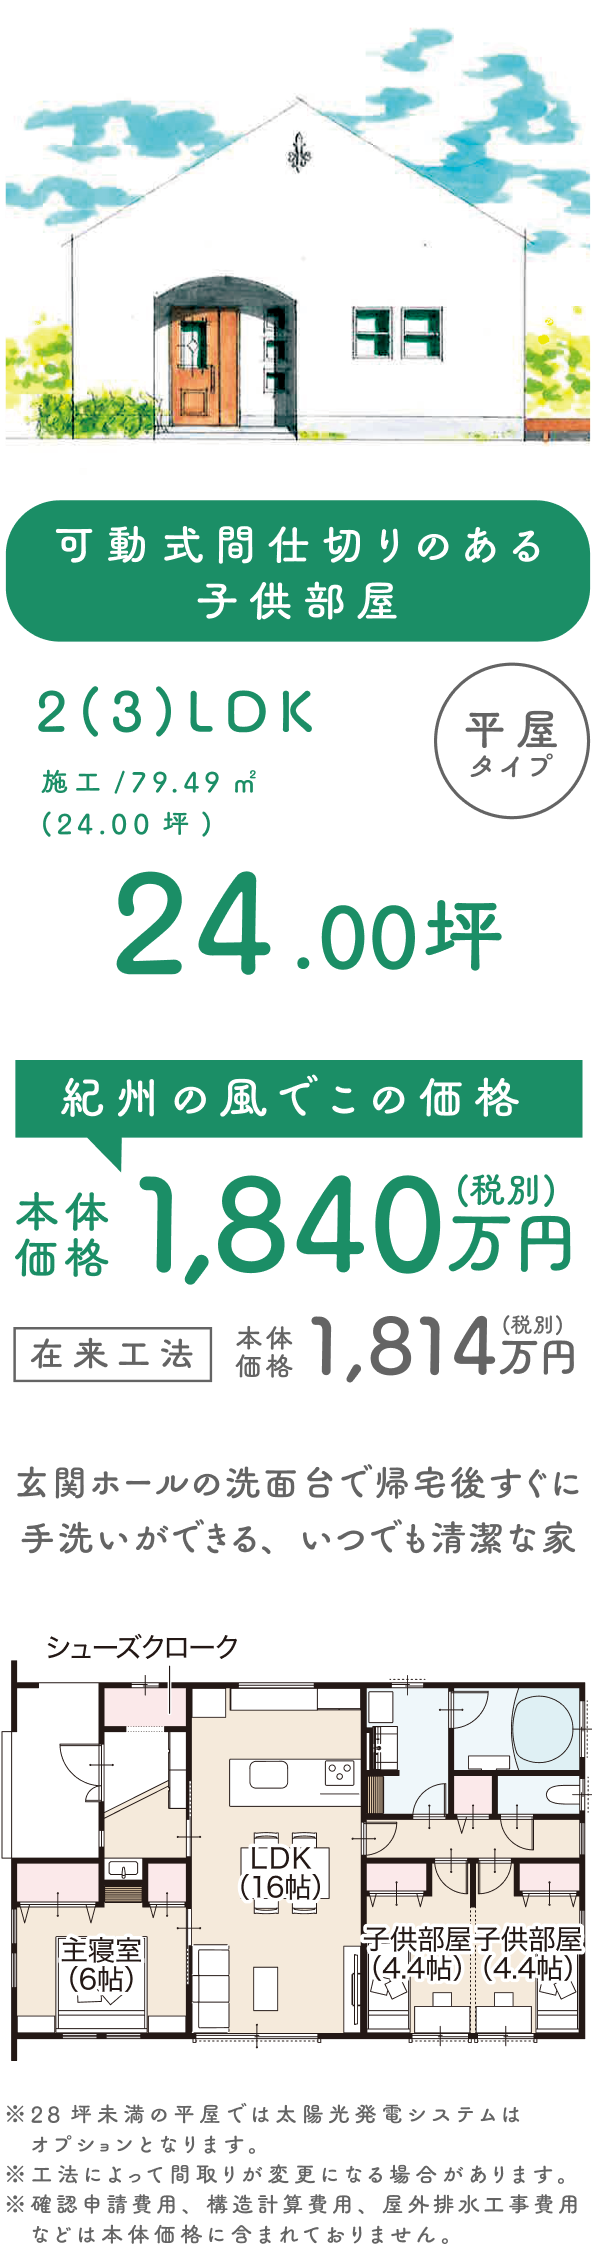 可動式間仕切りのある
子供部屋
2(3)LDK
施工/79.49㎡
(24.00坪)
平屋
タイプ
24.00坪
紀州の風でこの価格
本体
価格
1,840万円
(税別)
在来工法
本体
価格
1,814万円
(税別)
玄関ホールの洗面台で帰宅後すぐに
手洗いができる、いつでも清潔な家
シューズクローク
LDK
(16帖)
主寝室
(6帖)
子供部屋
(4.4帖)
子供部屋
(4.4帖)
※28坪未満の平屋では太陽光発電システムは
オプションとなります。
※工法によって間取りが変更になる場合があります。
※確認申請費用、構造計算費用、屋外排水工事費用
などは本体価格に含まれておりません。